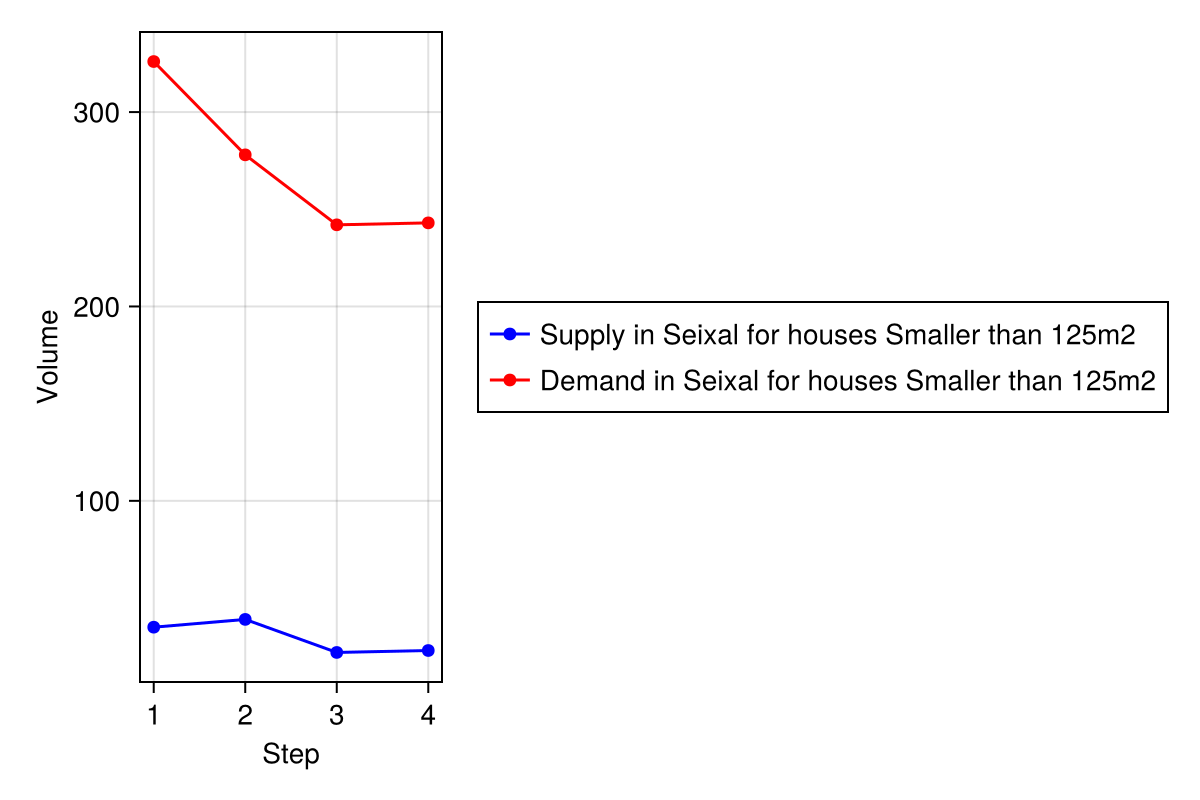 300
200
100
Volume
1 2 3 4
Step
Supply in Seixal for houses Smaller than 125m2
Demand in Seixal for houses Smaller than 125m2